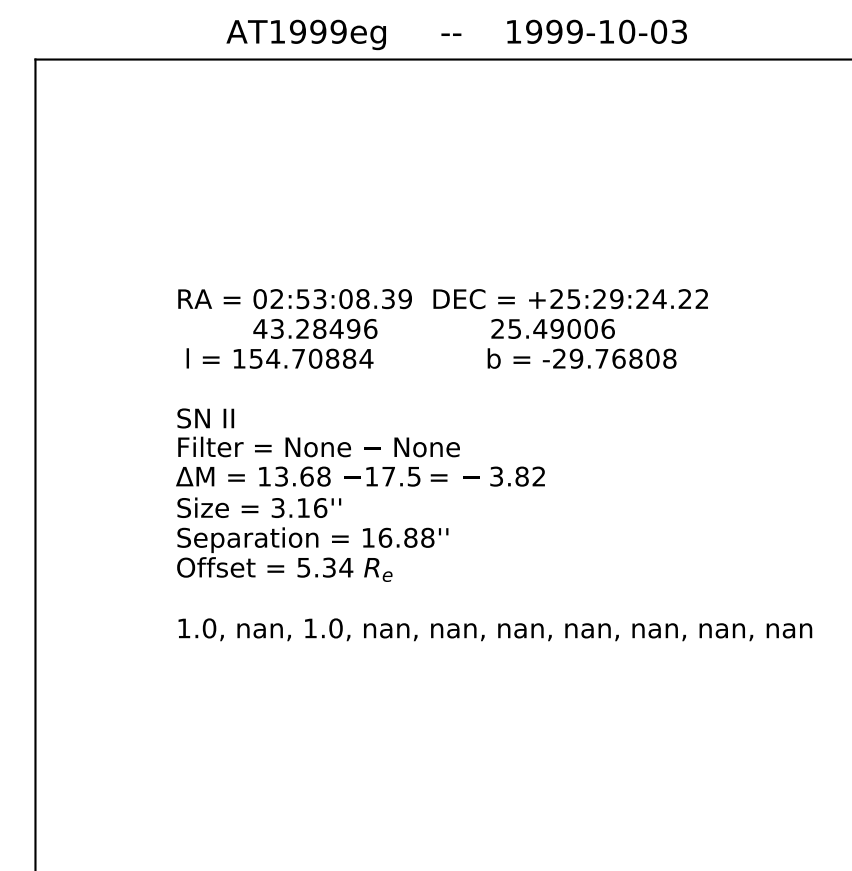 AT1999eg -- 1999-10-03
RA = 02:53:08.39 DEC = +25:29:24.22
43.28496 25.49006
l = 154.70884 b = -29.76808
SN II
Filter = None − None
ΔM = 13.68 −17.5 = − 3.82
Size = 3.16''
Separation = 16.88''
Offset = 5.34 Rₑ
1.0, nan, 1.0, nan, nan, nan, nan, nan, nan, nan